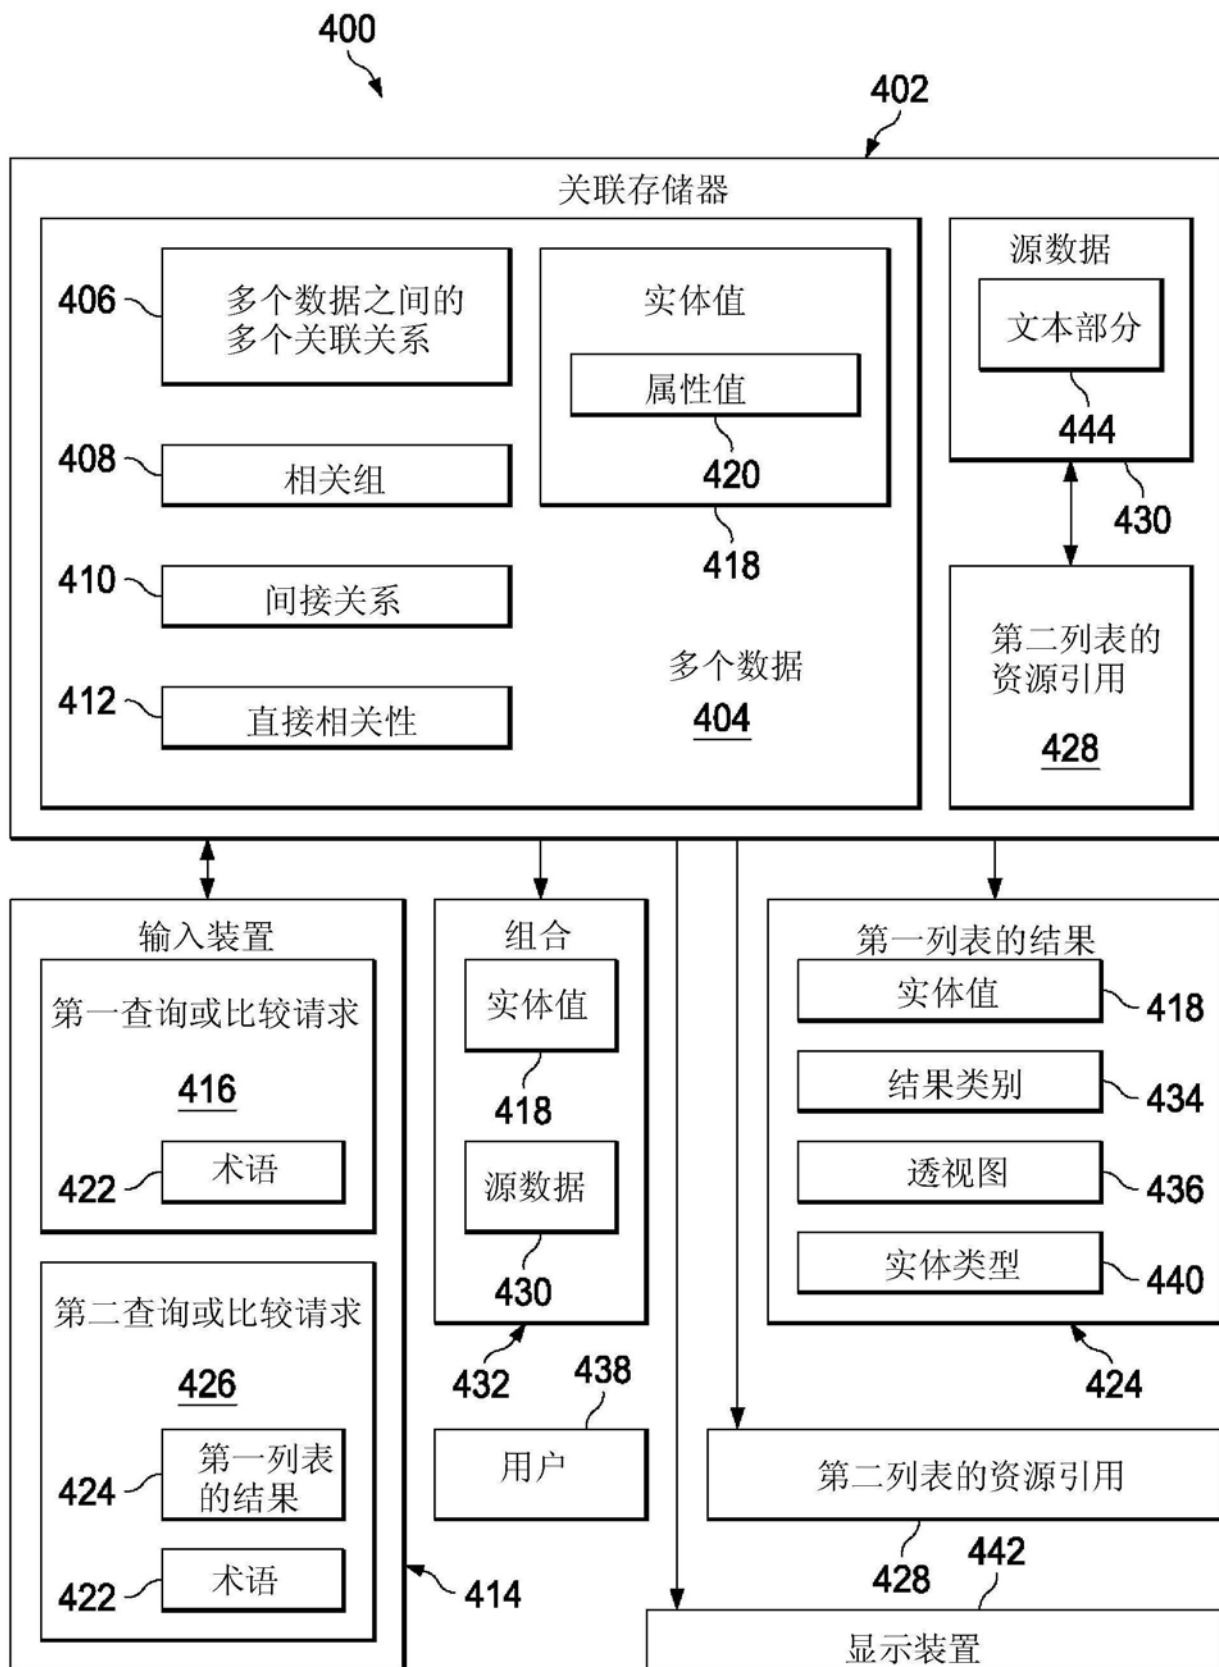 400
402
关联存储器
406
多个数据之间的
多个关联关系
408
相关组
410
间接关系
412
直接相关性
实体值
属性值
420
418
多个数据
404
源数据
文本部分
444
430
第二列表的
资源引用
428
输入装置
第一查询或比较请求
416
422
术语
第二查询或比较请求
426
424
第一列表
的结果
422
术语
414
组合
实体值
418
源数据
430
432
438
用户
第一列表的结果
实体值
418
结果类别
434
透视图
436
实体类型
440
424
第二列表的资源引用
428
442
显示装置